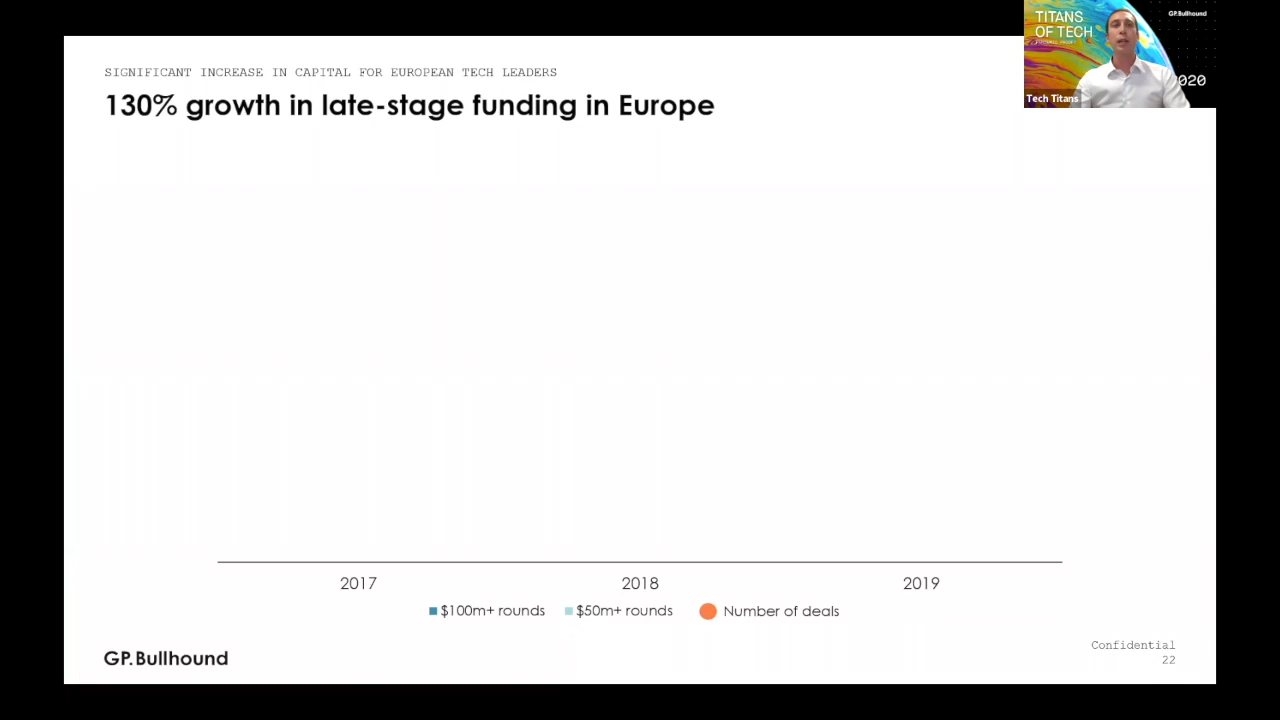 SIGNIFICANT INCREASE IN CAPITAL FOR EUROPEAN TECH LEADERS
130% growth in late-stage funding in Europe
TITANS
OF TECH
GP.Bullhound
020
Tech Titans
2017 2018 2019
$100m+ rounds $50m+ rounds Number of deals
GP.Bullhound
Confidential
22